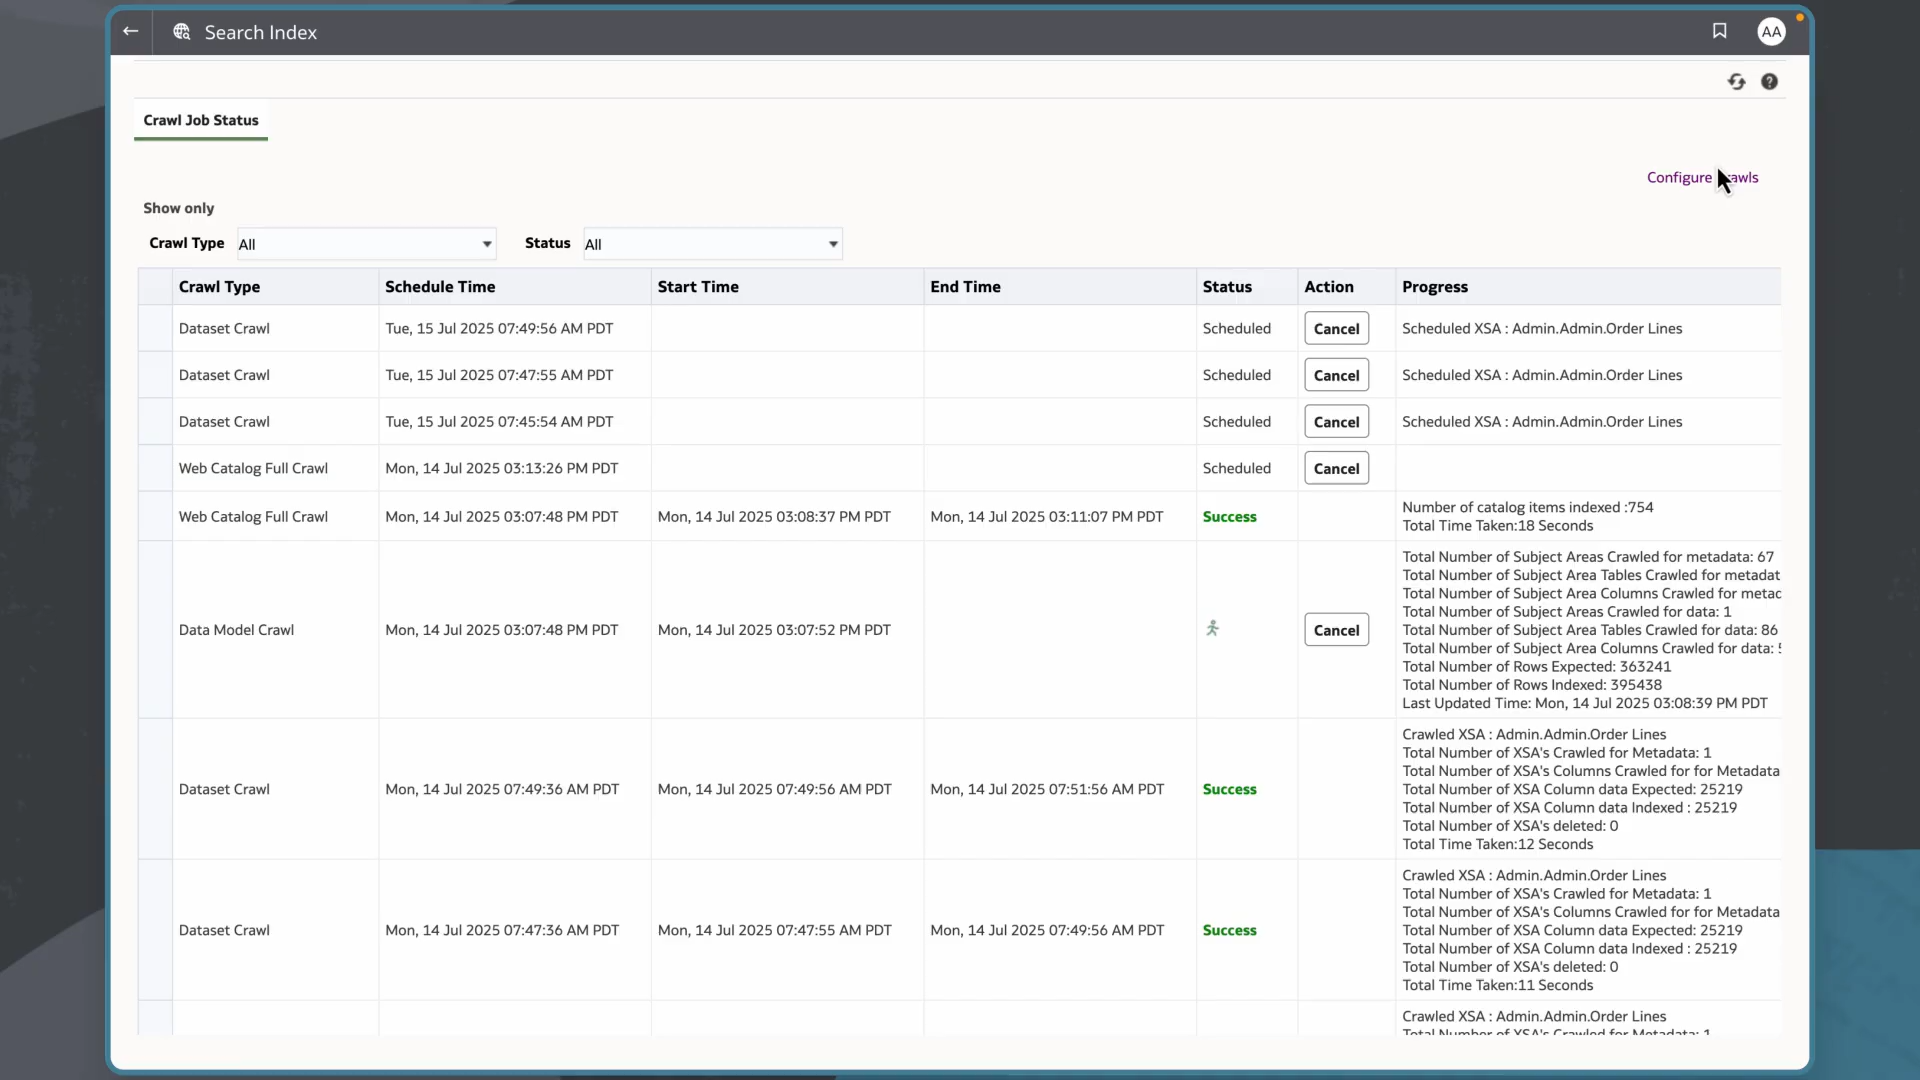 Search Index
AA
Crawl Job Status
Configure
Show only
Crawl Type All Status All
Crawl Type Schedule Time Start Time End Time Status Action Progress
Dataset Crawl Tue, 15 Jul 2025 07:49:56 AM PDT Scheduled Cancel Scheduled XSA : Admin.Admin.Order Lines
Dataset Crawl Tue, 15 Jul 2025 07:47:55 AM PDT Scheduled Cancel Scheduled XSA : Admin.Admin.Order Lines
Dataset Crawl Tue, 15 Jul 2025 07:45:54 AM PDT Scheduled Cancel Scheduled XSA : Admin.Admin.Order Lines
Web Catalog Full Crawl Mon, 14 Jul 2025 03:13:26 PM PDT Scheduled Cancel
Web Catalog Full Crawl Mon, 14 Jul 2025 03:07:48 PM PDT Mon, 14 Jul 2025 03:08:37 PM PDT Mon, 14 Jul 2025 03:11:07 PM PDT Success
Number of catalog items indexed :754
Total Time Taken:18 Seconds
Data Model Crawl Mon, 14 Jul 2025 03:07:48 PM PDT Mon, 14 Jul 2025 03:07:52 PM PDT Cancel
Total Number of Subject Areas Crawled for metadata: 67
Total Number of Subject Area Tables Crawled for metadat
Total Number of Subject Area Columns Crawled for metad
Total Number of Subject Areas Crawled for data: 1
Total Number of Subject Area Tables Crawled for data: 86
Total Number of Subject Area Columns Crawled for data:
Total Number of Rows Expected: 363241
Total Number of Rows Indexed: 395438
Last Updated Time: Mon, 14 Jul 2025 03:08:39 PM PDT
Dataset Crawl Mon, 14 Jul 2025 07:49:36 AM PDT Mon, 14 Jul 2025 07:49:56 AM PDT Mon, 14 Jul 2025 07:51:56 AM PDT Success
Crawled XSA : Admin.Admin.Order Lines
Total Number of XSA's Crawled for Metadata: 1
Total Number of XSA's Columns Crawled for for Metadata
Total Number of XSA Column data Expected: 25219
Total Number of XSA Column data Indexed : 25219
Total Number of XSA's deleted: 0
Total Time Taken:12 Seconds
Dataset Crawl Mon, 14 Jul 2025 07:47:36 AM PDT Mon, 14 Jul 2025 07:47:55 AM PDT Mon, 14 Jul 2025 07:49:56 AM PDT Success
Crawled XSA : Admin.Admin.Order Lines
Total Number of XSA's Crawled for Metadata: 1
Total Number of XSA's Columns Crawled for for Metadata
Total Number of XSA Column data Expected: 25219
Total Number of XSA Column data Indexed : 25219
Total Number of XSA's deleted: 0
Total Time Taken:11 Seconds
Crawled XSA : Admin.Admin.Order Lines
Total Number of XSA's Crawled for Metadata: 1